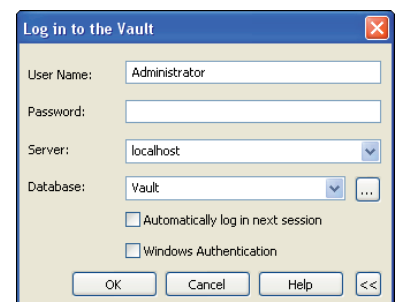 Log in to the Vault
User Name: Administrator
Password:
Server: localhost
Database: Vault ...
Automatically log in next session
Windows Authentication
OK Cancel Help <<